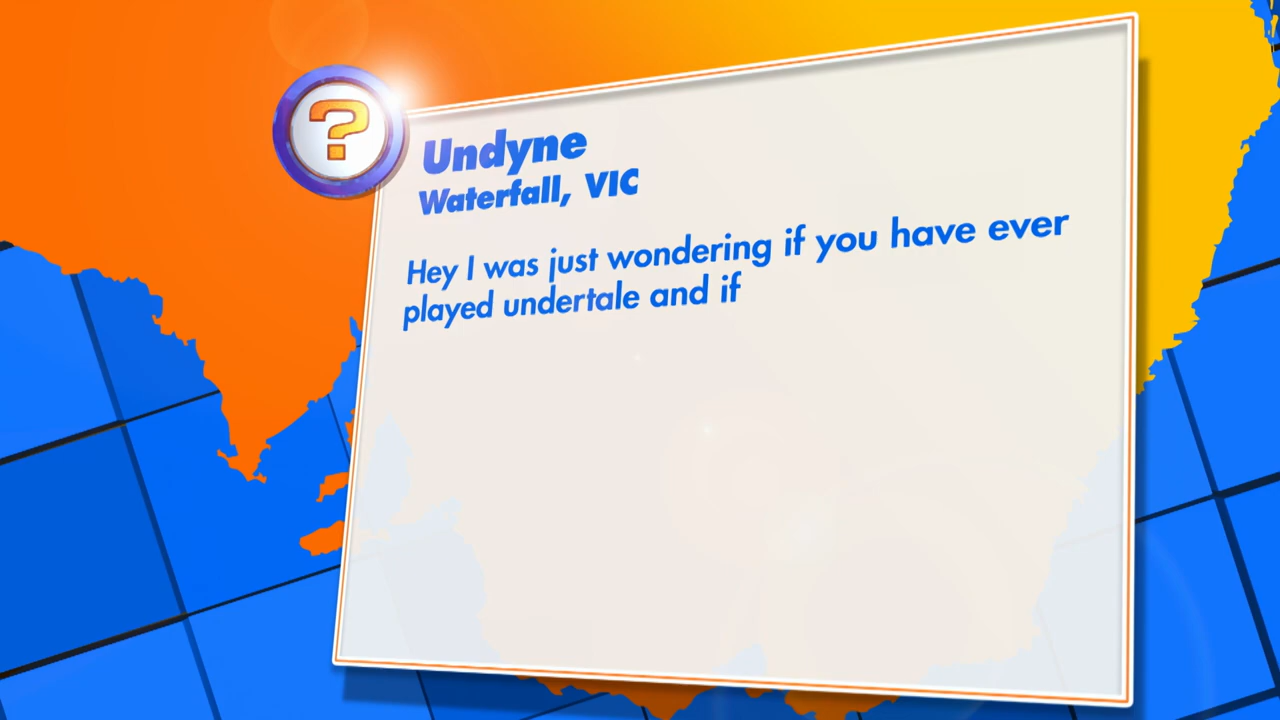 ?
Undyne
Waterfall, VIC
Hey I was just wondering if you have ever
played undertale and if